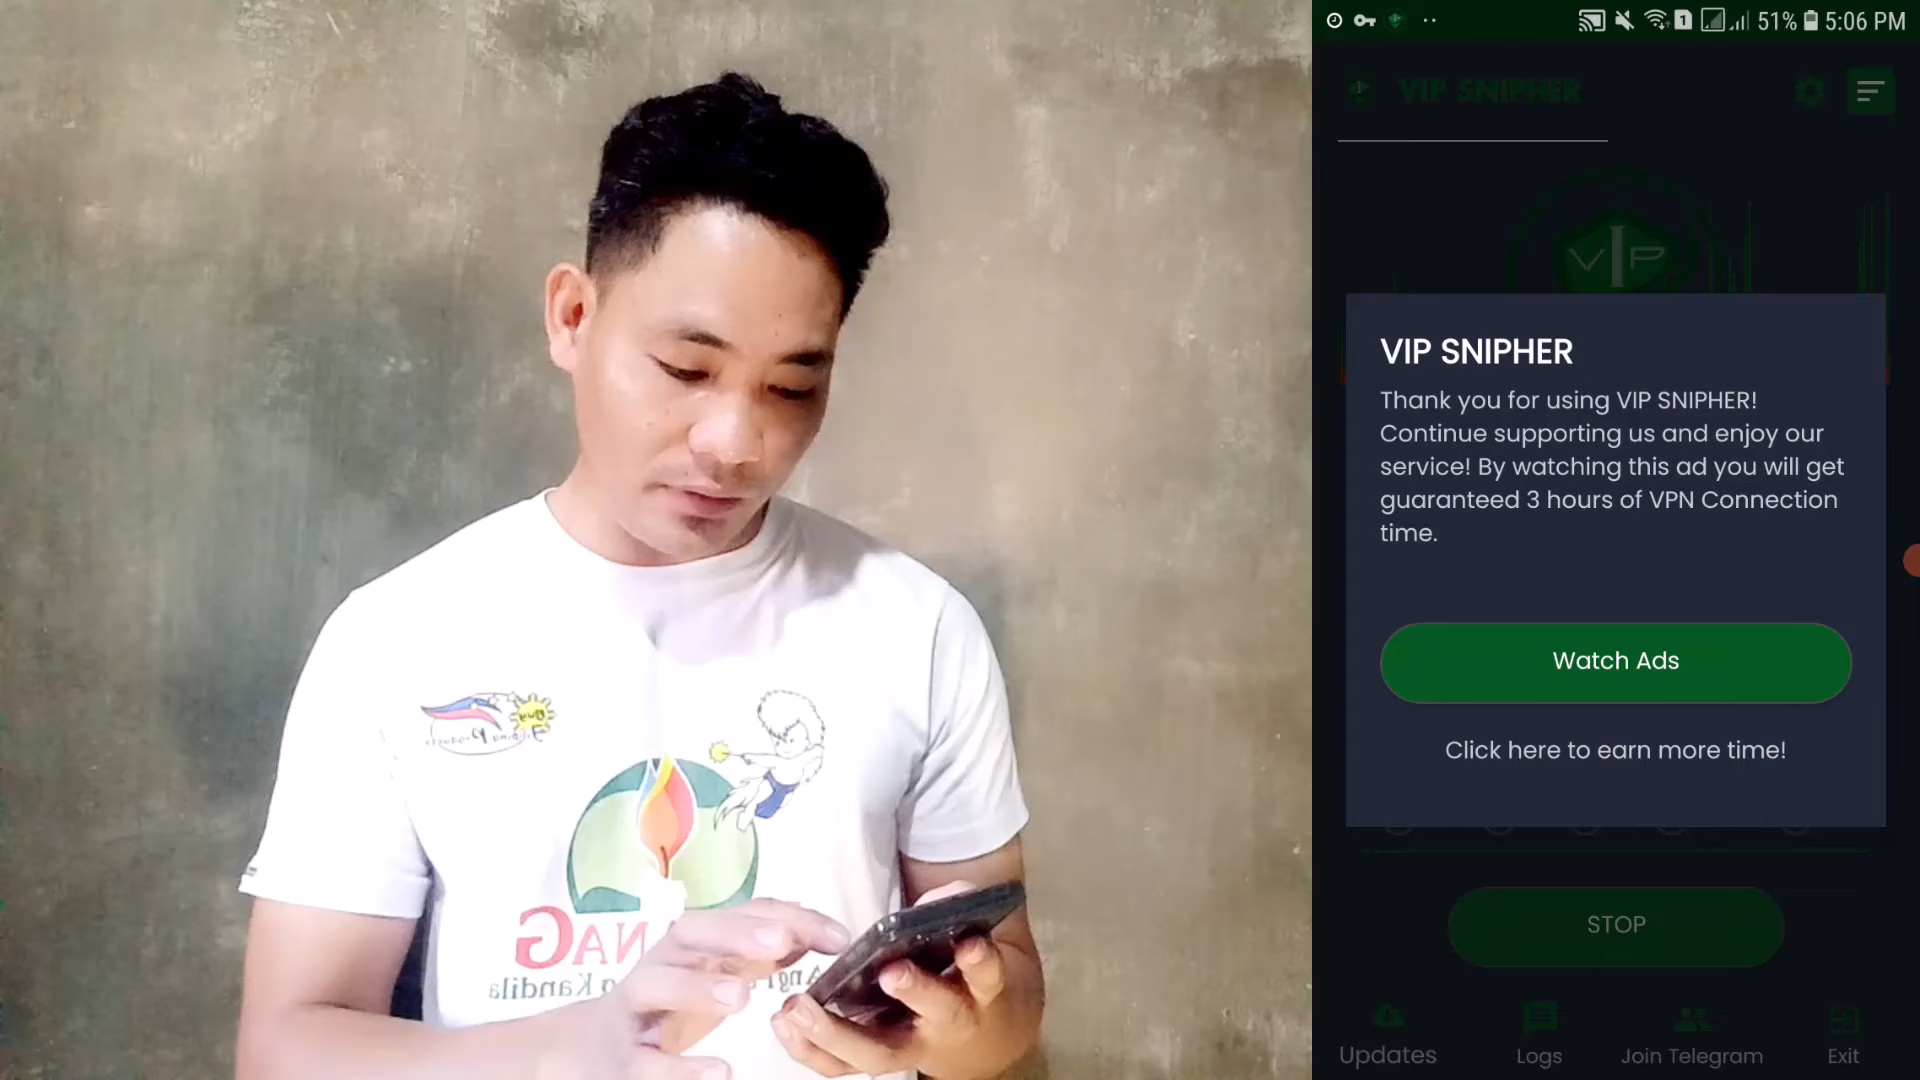 51% 5:06 PM
VIP SNIPHER
VIP
VIP SNIPHER
Thank you for using VIP SNIPHER!
Continue supporting us and enjoy our
service! By watching this ad you will get
guaranteed 3 hours of VPN Connection
time.
Watch Ads
Click here to earn more time!
STOP
Updates
Logs
Join Telegram
Exit
Kandila